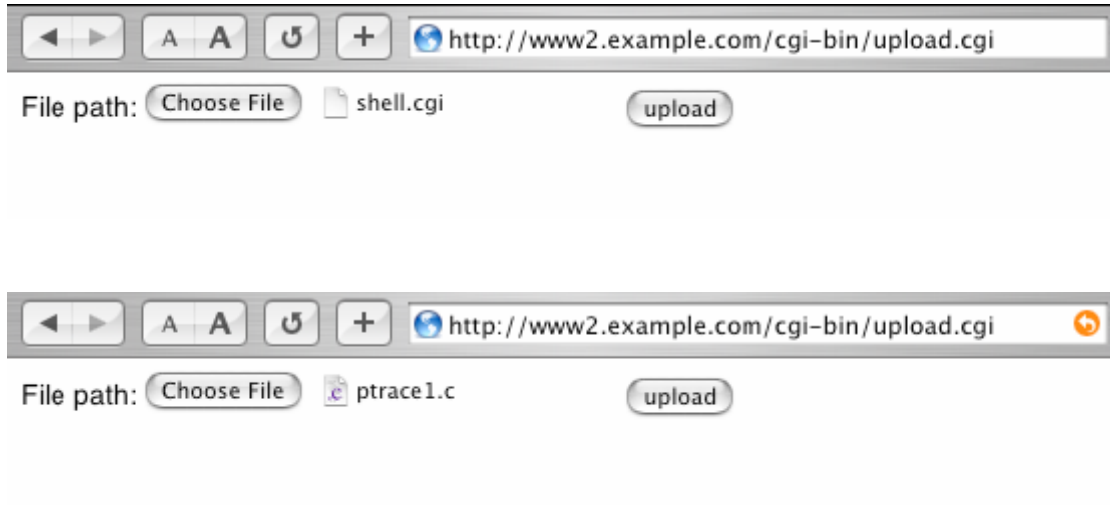 A A + http://www2.example.com/cgi-bin/upload.cgi
File path: Choose File shell.cgi upload
A A + http://www2.example.com/cgi-bin/upload.cgi
File path: Choose File .c ptrace1.c upload